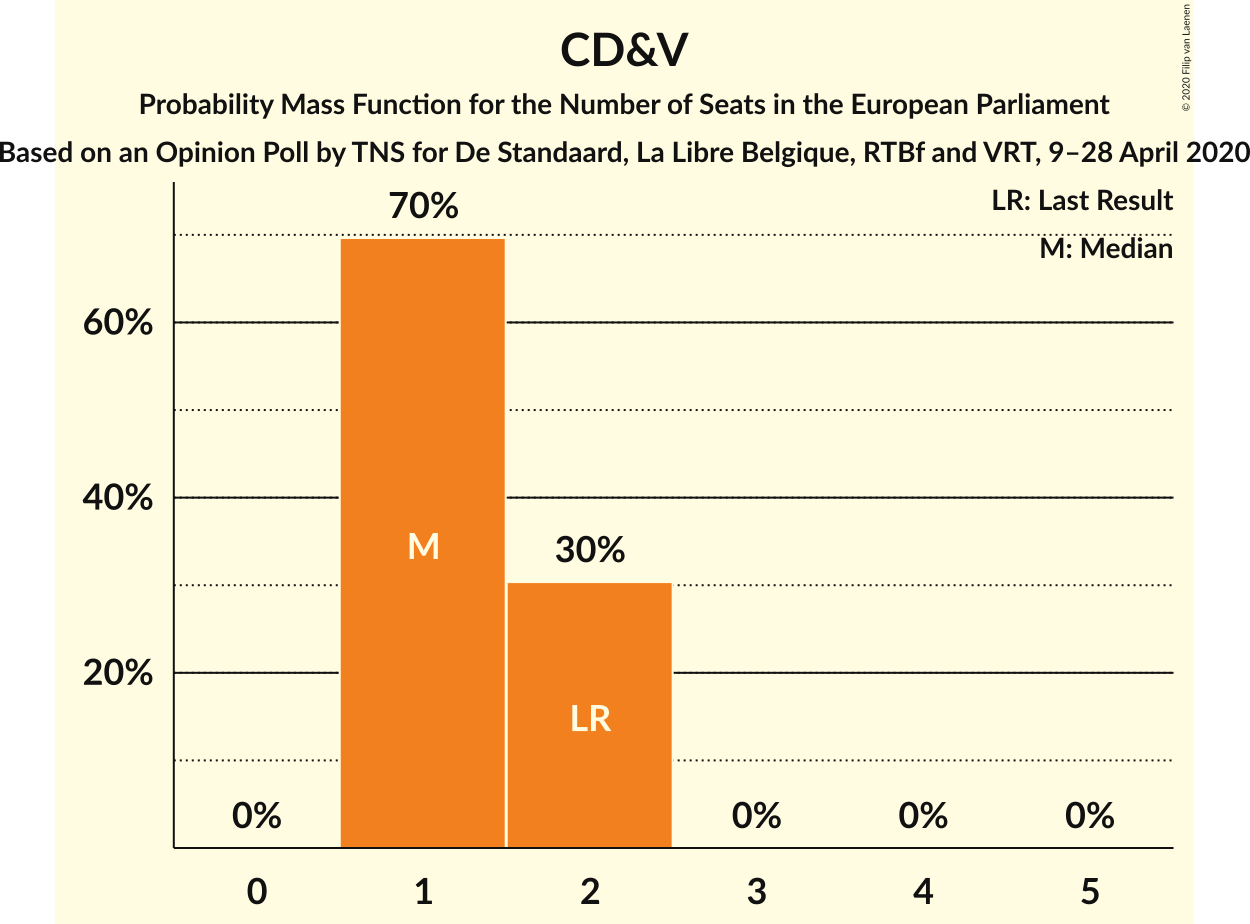 CD&V
Probability Mass Function for the Number of Seats in the European Parliament
Based on an Opinion Poll by TNS for De Standaard, La Libre Belgique, RTBf and VRT, 9–28 April 2020
© 2020 Filip van Laenen
LR: Last Result
M: Median
70%
60%
40%
M
30%
20%
LR
0%
0%
0%
0%
0 1 2 3 4 5